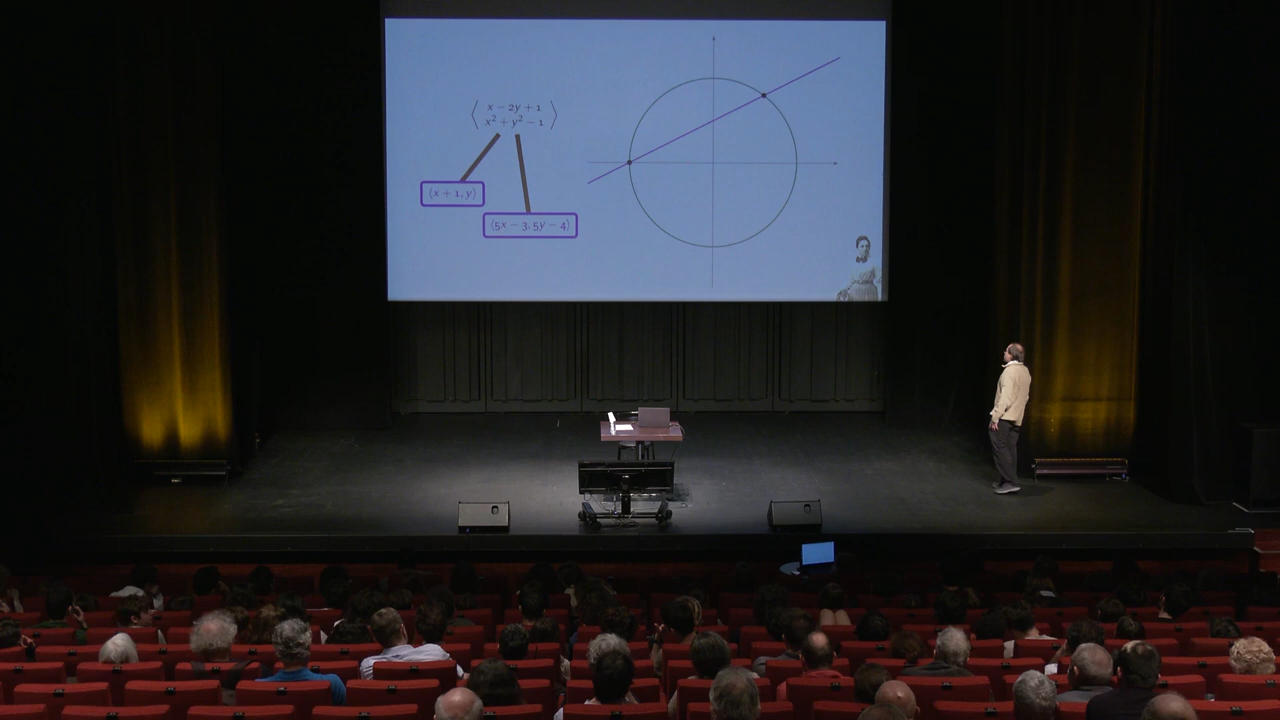 x − 2y + 1
x² + y² − 1
(x + 1, y)
(5x − 3, 5y − 4)